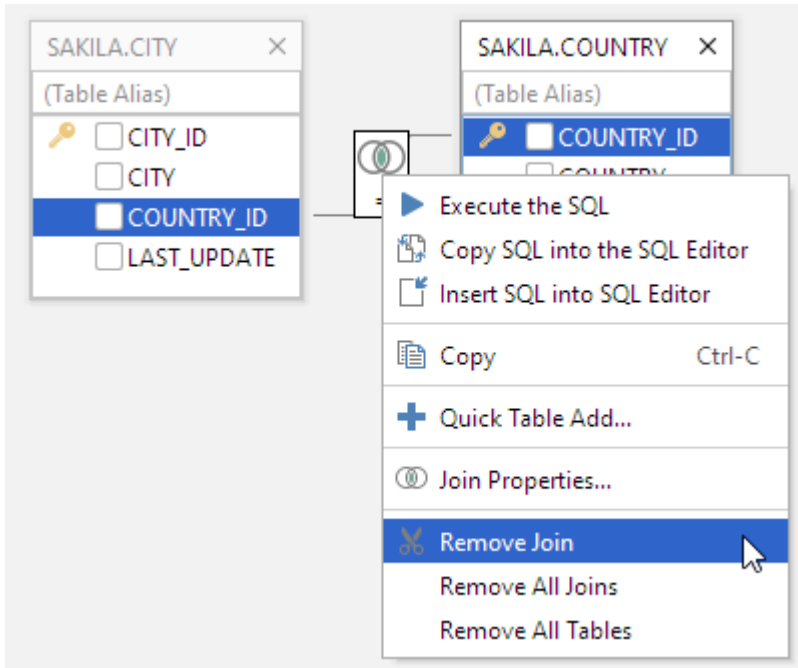 SAKILA.CITY
(Table Alias)
CITY_ID
CITY
COUNTRY_ID
LAST_UPDATE
=
SAKILA.COUNTRY
(Table Alias)
COUNTRY_ID
COUNTRY
Execute the SQL
Copy SQL into the SQL Editor
Insert SQL into SQL Editor
Copy Ctrl-C
Quick Table Add...
Join Properties...
Remove Join
Remove All Joins
Remove All Tables